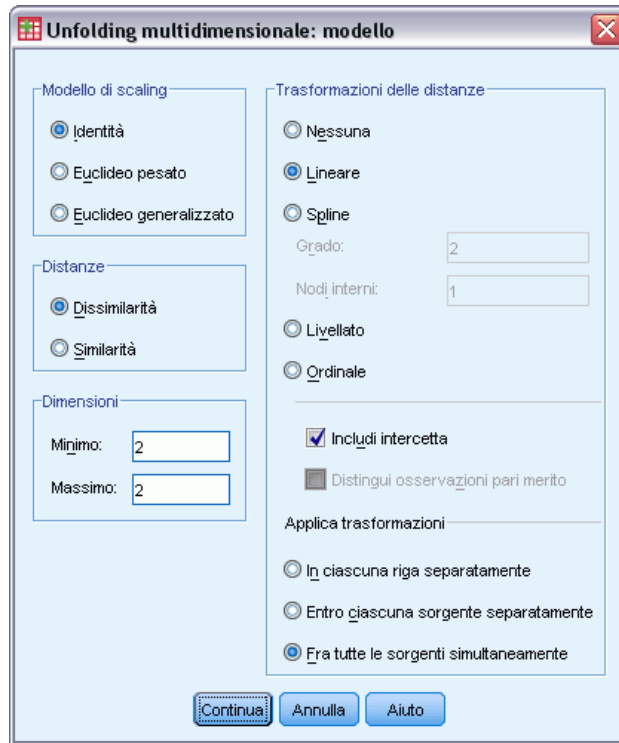 Unfolding multidimensionale: modello
Modello di scaling
Identità
Euclideo pesato
Euclideo generalizzato
Distanze
Dissimilarità
Similarità
Dimensioni
Minimo: 2
Massimo: 2
Trasformazioni delle distanze
Nessuna
Lineare
Spline
Grado: 2
Nodi interni: 1
Livellato
Ordinale
Includi intercetta
Distingui osservazioni pari merito
Applica trasformazioni
In ciascuna riga separatamente
Entro ciascuna sorgente separatamente
Fra tutte le sorgenti simultaneamente
Continua Annulla Aiuto